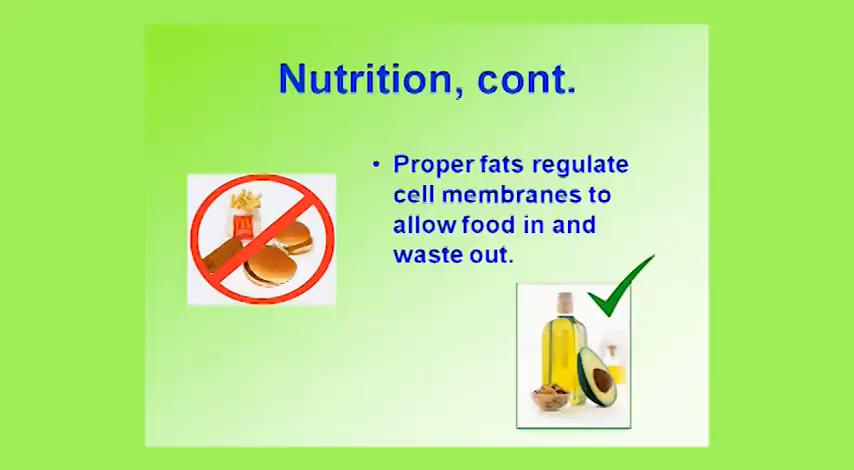 Nutrition, cont.
• Proper fats regulate
cell membranes to
allow food in and
waste out.